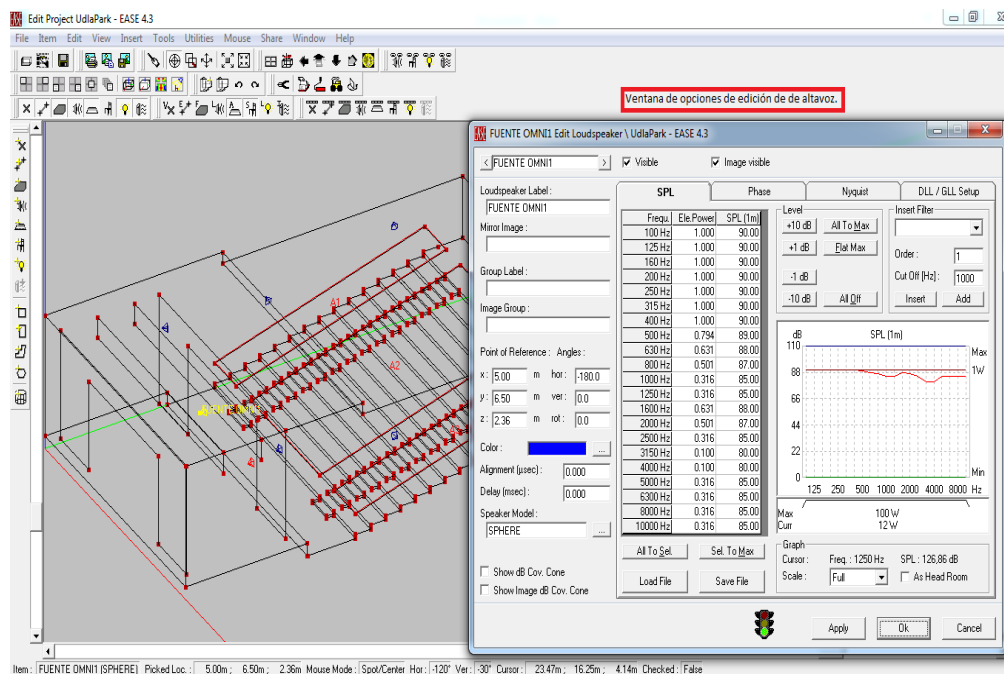 Edit Project UdlaPark - EASE 4.3
File Item Edit View Insert Tools Utilities Mouse Share Window Help
Ventana de opciones de edición de de altavoz.
FUENTE OMNI1 Edit Loudspeaker \ UdlaPark - EASE 4.3
< FUENTE OMNI1 > Visible Image visible
Loudspeaker Label :
FUENTE OMNI1
Mirror Image :
Group Label :
Image Group :
Point of Reference : Angles :
x : 5.00 m hor : -180.0
y : 6.50 m ver : 0.0
z : 2.36 m rot : 0.0
Color : ...
Alignment (µsec) : 0.000
Delay (msec) : 0.000
Speaker Model :
SPHERE ...
Show dB Cov. Cone
Show Image dB Cov. Cone
SPL Phase Nyquist DLL / GLL Setup
Frequ. Ele.Power SPL (1m)
100 Hz 1.000 90.00
125 Hz 1.000 90.00
160 Hz 1.000 90.00
200 Hz 1.000 90.00
250 Hz 1.000 90.00
315 Hz 1.000 90.00
400 Hz 1.000 90.00
500 Hz 0.794 89.00
630 Hz 0.631 88.00
800 Hz 0.501 87.00
1000 Hz 0.316 85.00
1250 Hz 0.316 85.00
1600 Hz 0.631 88.00
2000 Hz 0.501 87.00
2500 Hz 0.316 85.00
3150 Hz 0.100 80.00
4000 Hz 0.100 80.00
5000 Hz 0.316 85.00
6300 Hz 0.316 85.00
8000 Hz 0.316 85.00
10000 Hz 0.316 85.00
All To Sel. Sel. To Max
Load File Save File
Level
+10 dB All To Max
+1 dB Flat Max
-1 dB
-10 dB All Off
Insert Filter
Order : 1
Cut Off [Hz] : 1000
Insert Add
dB SPL (1m)
110 Max
88 1W
66
44
22
0 Min
125 250 500 1000 2000 4000 8000 Hz
Max 100 W
Curr 12 W
Graph
Cursor : Freq. : 1250 Hz SPL : 126,86 dB
Scale : Full As Head Room
Apply Ok Cancel
A1
A2
Item : FUENTE OMNI1 (SPHERE) Picked Loc. : 5.00m ; 6.50m ; 2.36m Mouse Mode : Spot/Center Hor : -120° Ver : -30° Cursor : 23.47m ; 16.25m ; 4.14m Checked : False